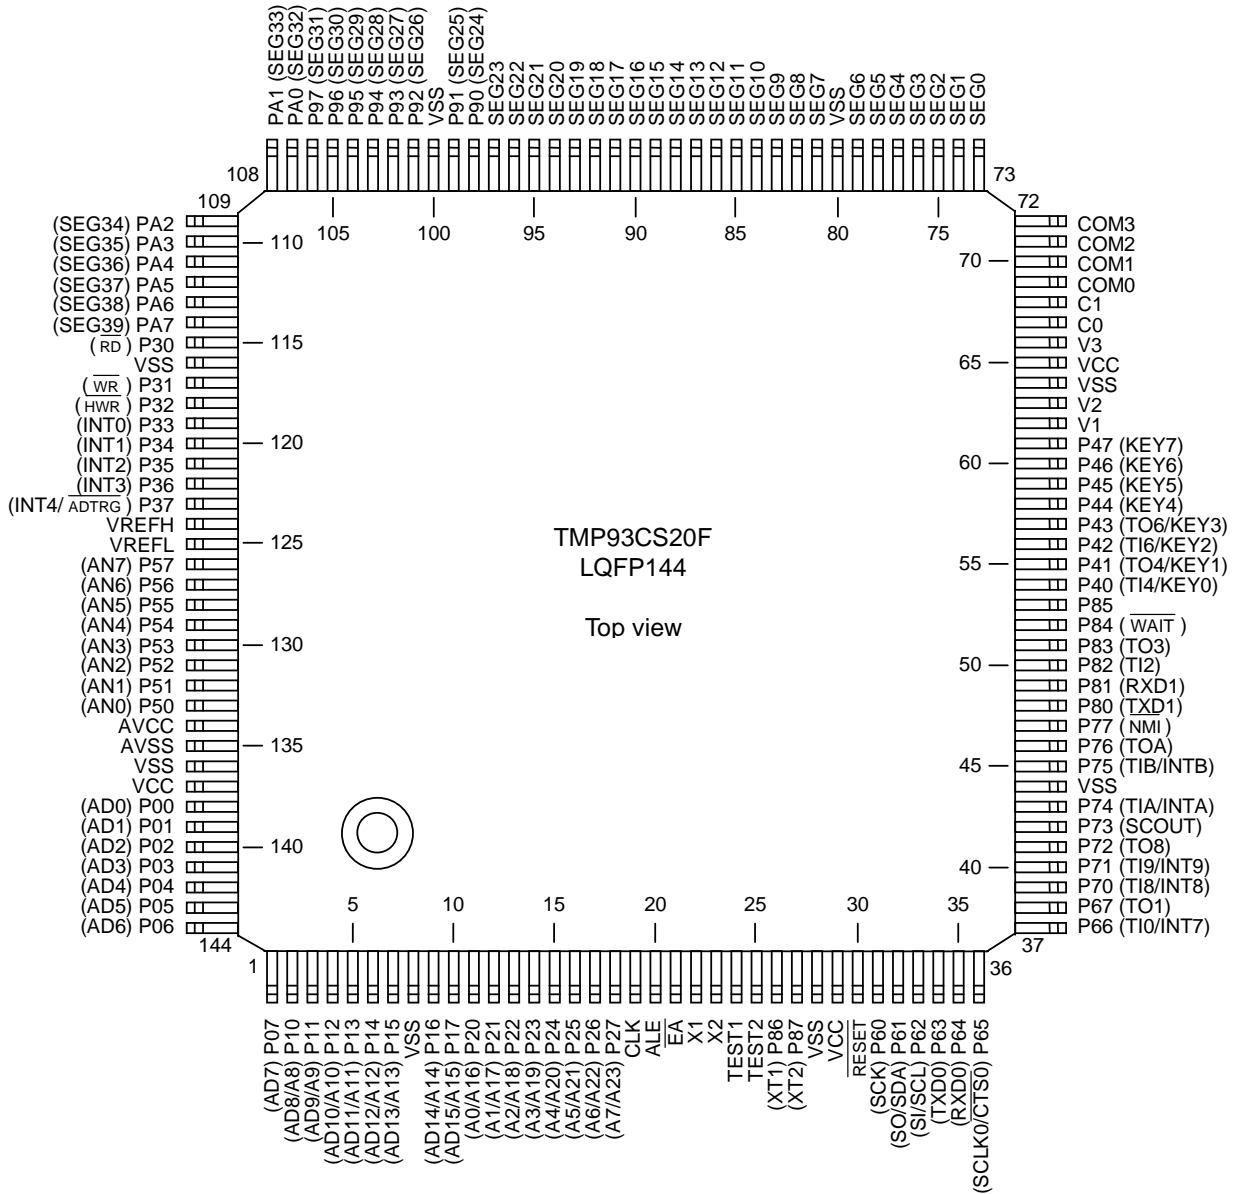 PA1 (SEG33)
PA0 (SEG32)
P97 (SEG31)
P96 (SEG30)
P95 (SEG29)
P94 (SEG28)
P93 (SEG27)
P92 (SEG26)
VSS
P91 (SEG25)
P90 (SEG24)
SEG23
SEG22
SEG21
SEG20
SEG19
SEG18
SEG17
SEG16
SEG15
SEG14
SEG13
SEG12
SEG11
SEG10
SEG9
SEG8
SEG7
VSS
SEG6
SEG5
SEG4
SEG3
SEG2
SEG1
SEG0
108
73
109
72
105
100
95
90
85
80
75
(SEG34) PA2
(SEG35) PA3
(SEG36) PA4
(SEG37) PA5
(SEG38) PA6
(SEG39) PA7
(RD) P30
VSS
(WR) P31
(HWR) P32
(INT0) P33
(INT1) P34
(INT2) P35
(INT3) P36
(INT4/ADTRG) P37
VREFH
VREFL
(AN7) P57
(AN6) P56
(AN5) P55
(AN4) P54
(AN3) P53
(AN2) P52
(AN1) P51
(AN0) P50
AVCC
AVSS
VSS
VCC
(AD0) P00
(AD1) P01
(AD2) P02
(AD3) P03
(AD4) P04
(AD5) P05
(AD6) P06
110
115
120
125
130
135
140
TMP93CS20F
LQFP144
Top view
70
65
60
55
50
45
40
COM3
COM2
COM1
COM0
C1
C0
V3
VCC
VSS
V2
V1
P47 (KEY7)
P46 (KEY6)
P45 (KEY5)
P44 (KEY4)
P43 (TO6/KEY3)
P42 (TI6/KEY2)
P41 (TO4/KEY1)
P40 (TI4/KEY0)
P85
P84 (WAIT)
P83 (TO3)
P82 (TI2)
P81 (RXD1)
P80 (TXD1)
P77 (NMI)
P76 (TOA)
P75 (TIB/INTB)
VSS
P74 (TIA/INTA)
P73 (SCOUT)
P72 (TO8)
P71 (TI9/INT9)
P70 (TI8/INT8)
P67 (TO1)
P66 (TI0/INT7)
5
10
15
20
25
30
35
144
37
1
36
(AD7) P07
(AD8/A8) P10
(AD9/A9) P11
(AD10/A10) P12
(AD11/A11) P13
(AD12/A12) P14
(AD13/A13) P15
VSS
(AD14/A14) P16
(AD15/A15) P17
(A0/A16) P20
(A1/A17) P21
(A2/A18) P22
(A3/A19) P23
(A4/A20) P24
(A5/A21) P25
(A6/A22) P26
(A7/A23) P27
CLK
ALE
EA
X1
X2
TEST1
TEST2
(XT1) P86
(XT2) P87
VSS
VCC
RESET
(SCK) P60
(SO/SDA) P61
(SI/SCL) P62
(TXD0) P63
(RXD0) P64
(SCLK0/CTS0) P65